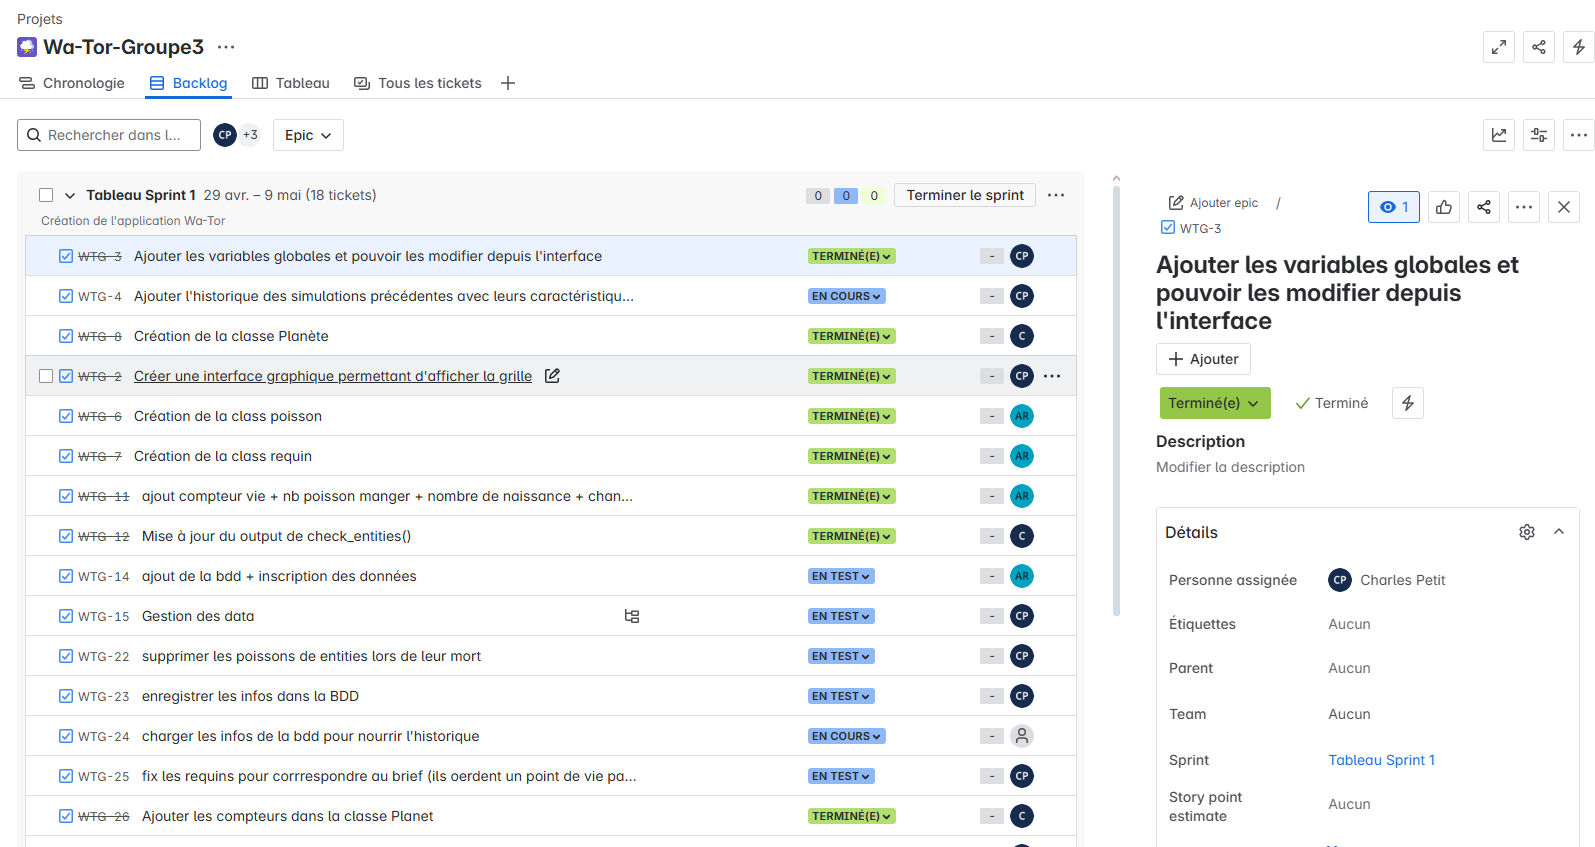 Projets
Wa-Tor-Groupe3
Chronologie Backlog Tableau Tous les tickets
Rechercher dans l... CP +3 Epic
Tableau Sprint 1 29 avr. – 9 mai (18 tickets) 0 0 0 Terminer le sprint
Création de l'application Wa-Tor
WTG-3 Ajouter les variables globales et pouvoir les modifier depuis l'interface TERMINÉ(E) - CP
WTG-4 Ajouter l'historique des simulations précédentes avec leurs caractéristiqu... EN COURS - CP
WTG-8 Création de la classe Planète TERMINÉ(E) - C
WTG-2 Créer une interface graphique permettant d'afficher la grille TERMINÉ(E) - CP
WTG-6 Création de la class poisson TERMINÉ(E) - AR
WTG-7 Création de la class requin TERMINÉ(E) - AR
WTG-11 ajout compteur vie + nb poisson manger + nombre de naissance + chan... TERMINÉ(E) - AR
WTG-12 Mise à jour du output de check_entities() TERMINÉ(E) - C
WTG-14 ajout de la bdd + inscription des données EN TEST - AR
WTG-15 Gestion des data EN TEST - CP
WTG-22 supprimer les poissons de entities lors de leur mort EN TEST - CP
WTG-23 enregistrer les infos dans la BDD EN TEST - CP
WTG-24 charger les infos de la bdd pour nourrir l'historique EN COURS -
WTG-25 fix les requins pour corrrespondre au brief (ils oerdent un point de vie pa... EN TEST - CP
WTG-26 Ajouter les compteurs dans la classe Planet TERMINÉ(E) - C
Ajouter epic / 1
WTG-3
Ajouter les variables globales et
pouvoir les modifier depuis
l'interface
Ajouter
Terminé(e) Terminé
Description
Modifier la description
Détails
Personne assignée CP Charles Petit
Étiquettes Aucun
Parent Aucun
Team Aucun
Sprint Tableau Sprint 1
Story point
estimate Aucun